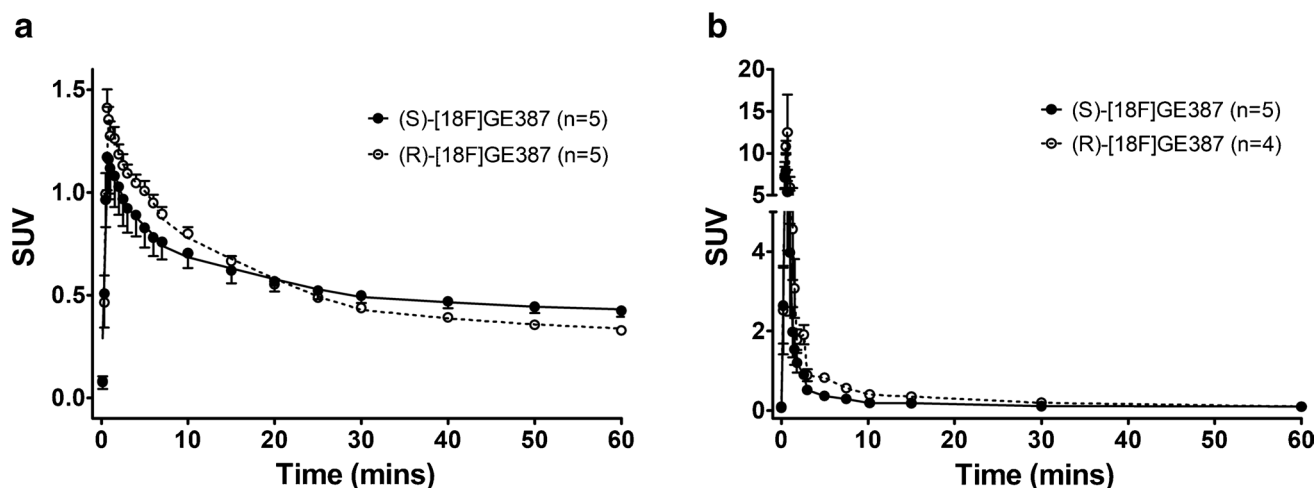 a
SUV
1.5
1.0
0.5
0.0
(S)-[18F]GE387 (n=5)
(R)-[18F]GE387 (n=5)
0 10 20 30 40 50 60
Time (mins)
b
SUV
20
15
10
5
4
2
0
(S)-[18F]GE387 (n=5)
(R)-[18F]GE387 (n=4)
0 10 20 30 40 50 60
Time (mins)